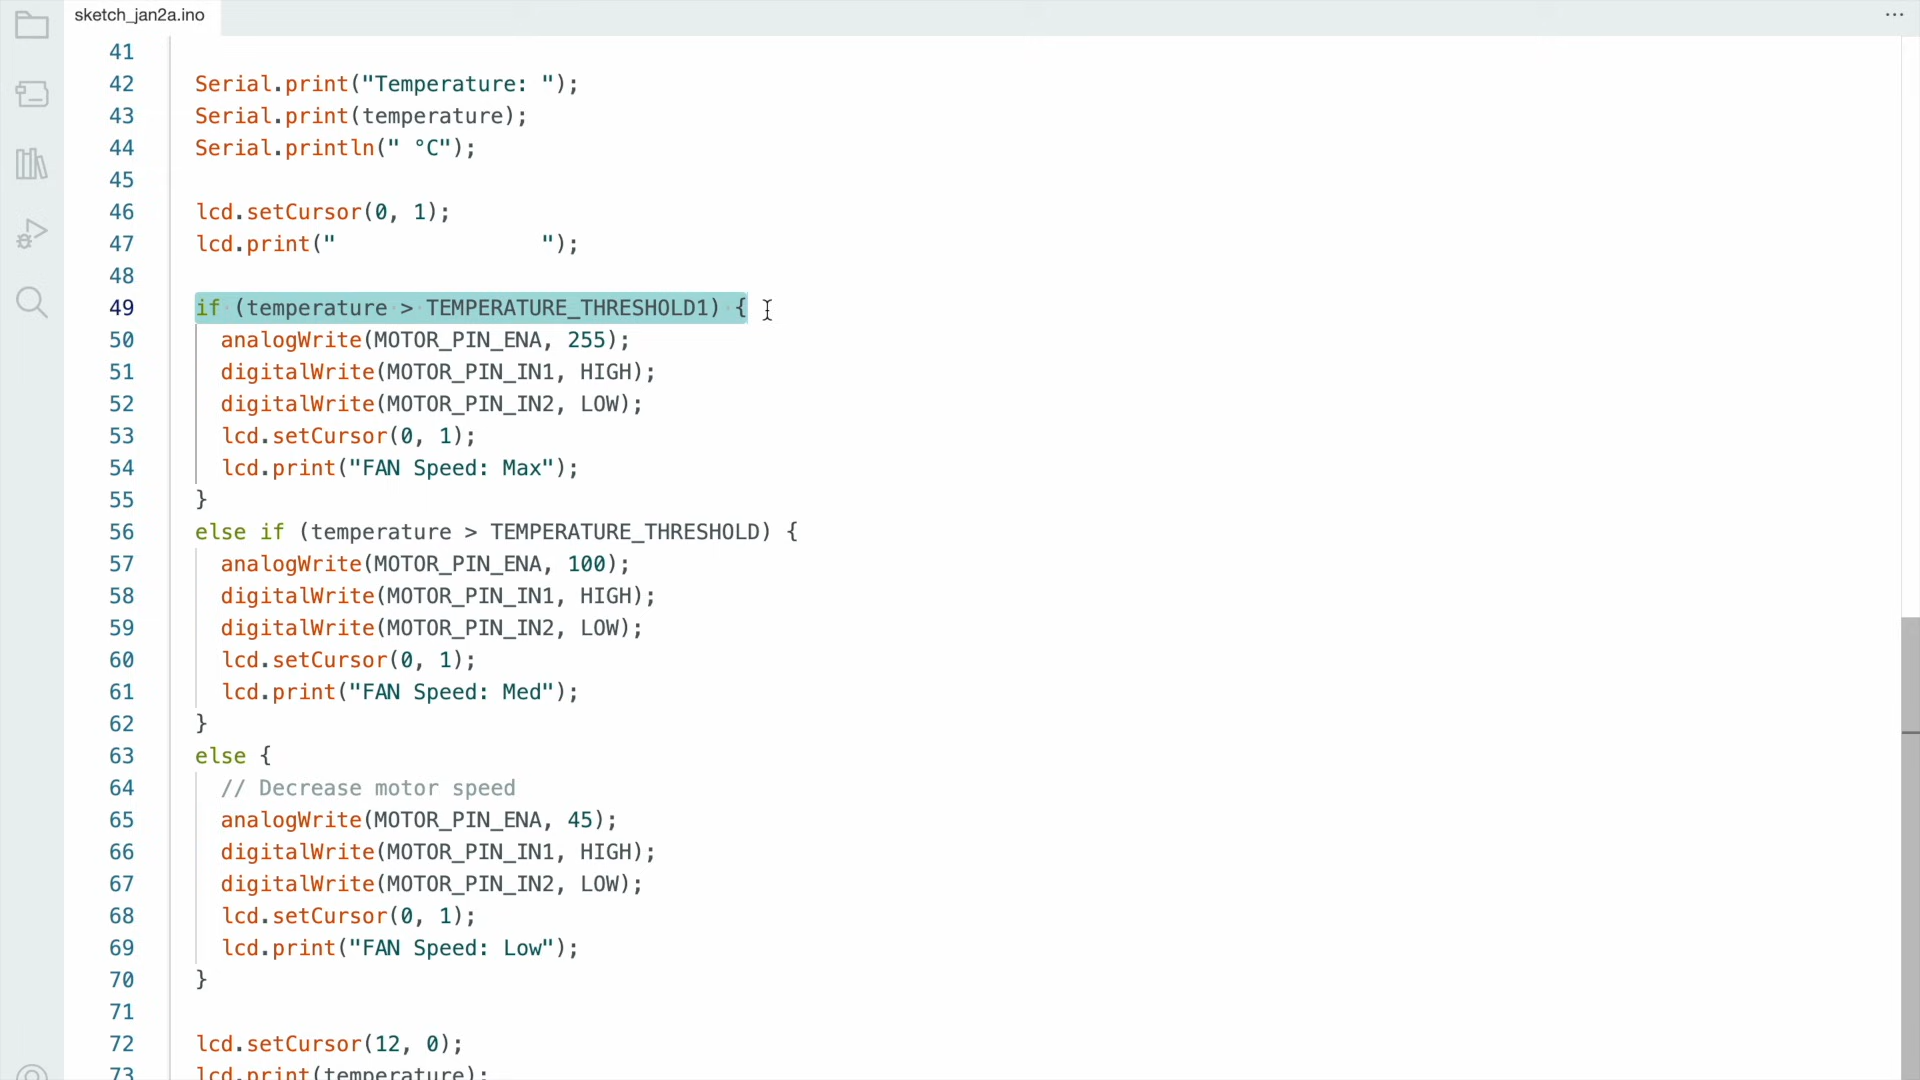 sketch_jan2a.ino
41
42 Serial.print("Temperature: ");
43 Serial.print(temperature);
44 Serial.println(" °C");
45
46 lcd.setCursor(0, 1);
47 lcd.print("                ");
48
49 if (temperature > TEMPERATURE_THRESHOLD1) {
50 analogWrite(MOTOR_PIN_ENA, 255);
51 digitalWrite(MOTOR_PIN_IN1, HIGH);
52 digitalWrite(MOTOR_PIN_IN2, LOW);
53 lcd.setCursor(0, 1);
54 lcd.print("FAN Speed: Max");
55 }
56 else if (temperature > TEMPERATURE_THRESHOLD) {
57 analogWrite(MOTOR_PIN_ENA, 100);
58 digitalWrite(MOTOR_PIN_IN1, HIGH);
59 digitalWrite(MOTOR_PIN_IN2, LOW);
60 lcd.setCursor(0, 1);
61 lcd.print("FAN Speed: Med");
62 }
63 else {
64 // Decrease motor speed
65 analogWrite(MOTOR_PIN_ENA, 45);
66 digitalWrite(MOTOR_PIN_IN1, HIGH);
67 digitalWrite(MOTOR_PIN_IN2, LOW);
68 lcd.setCursor(0, 1);
69 lcd.print("FAN Speed: Low");
70 }
71
72 lcd.setCursor(12, 0);
73 lcd.print(temperature);